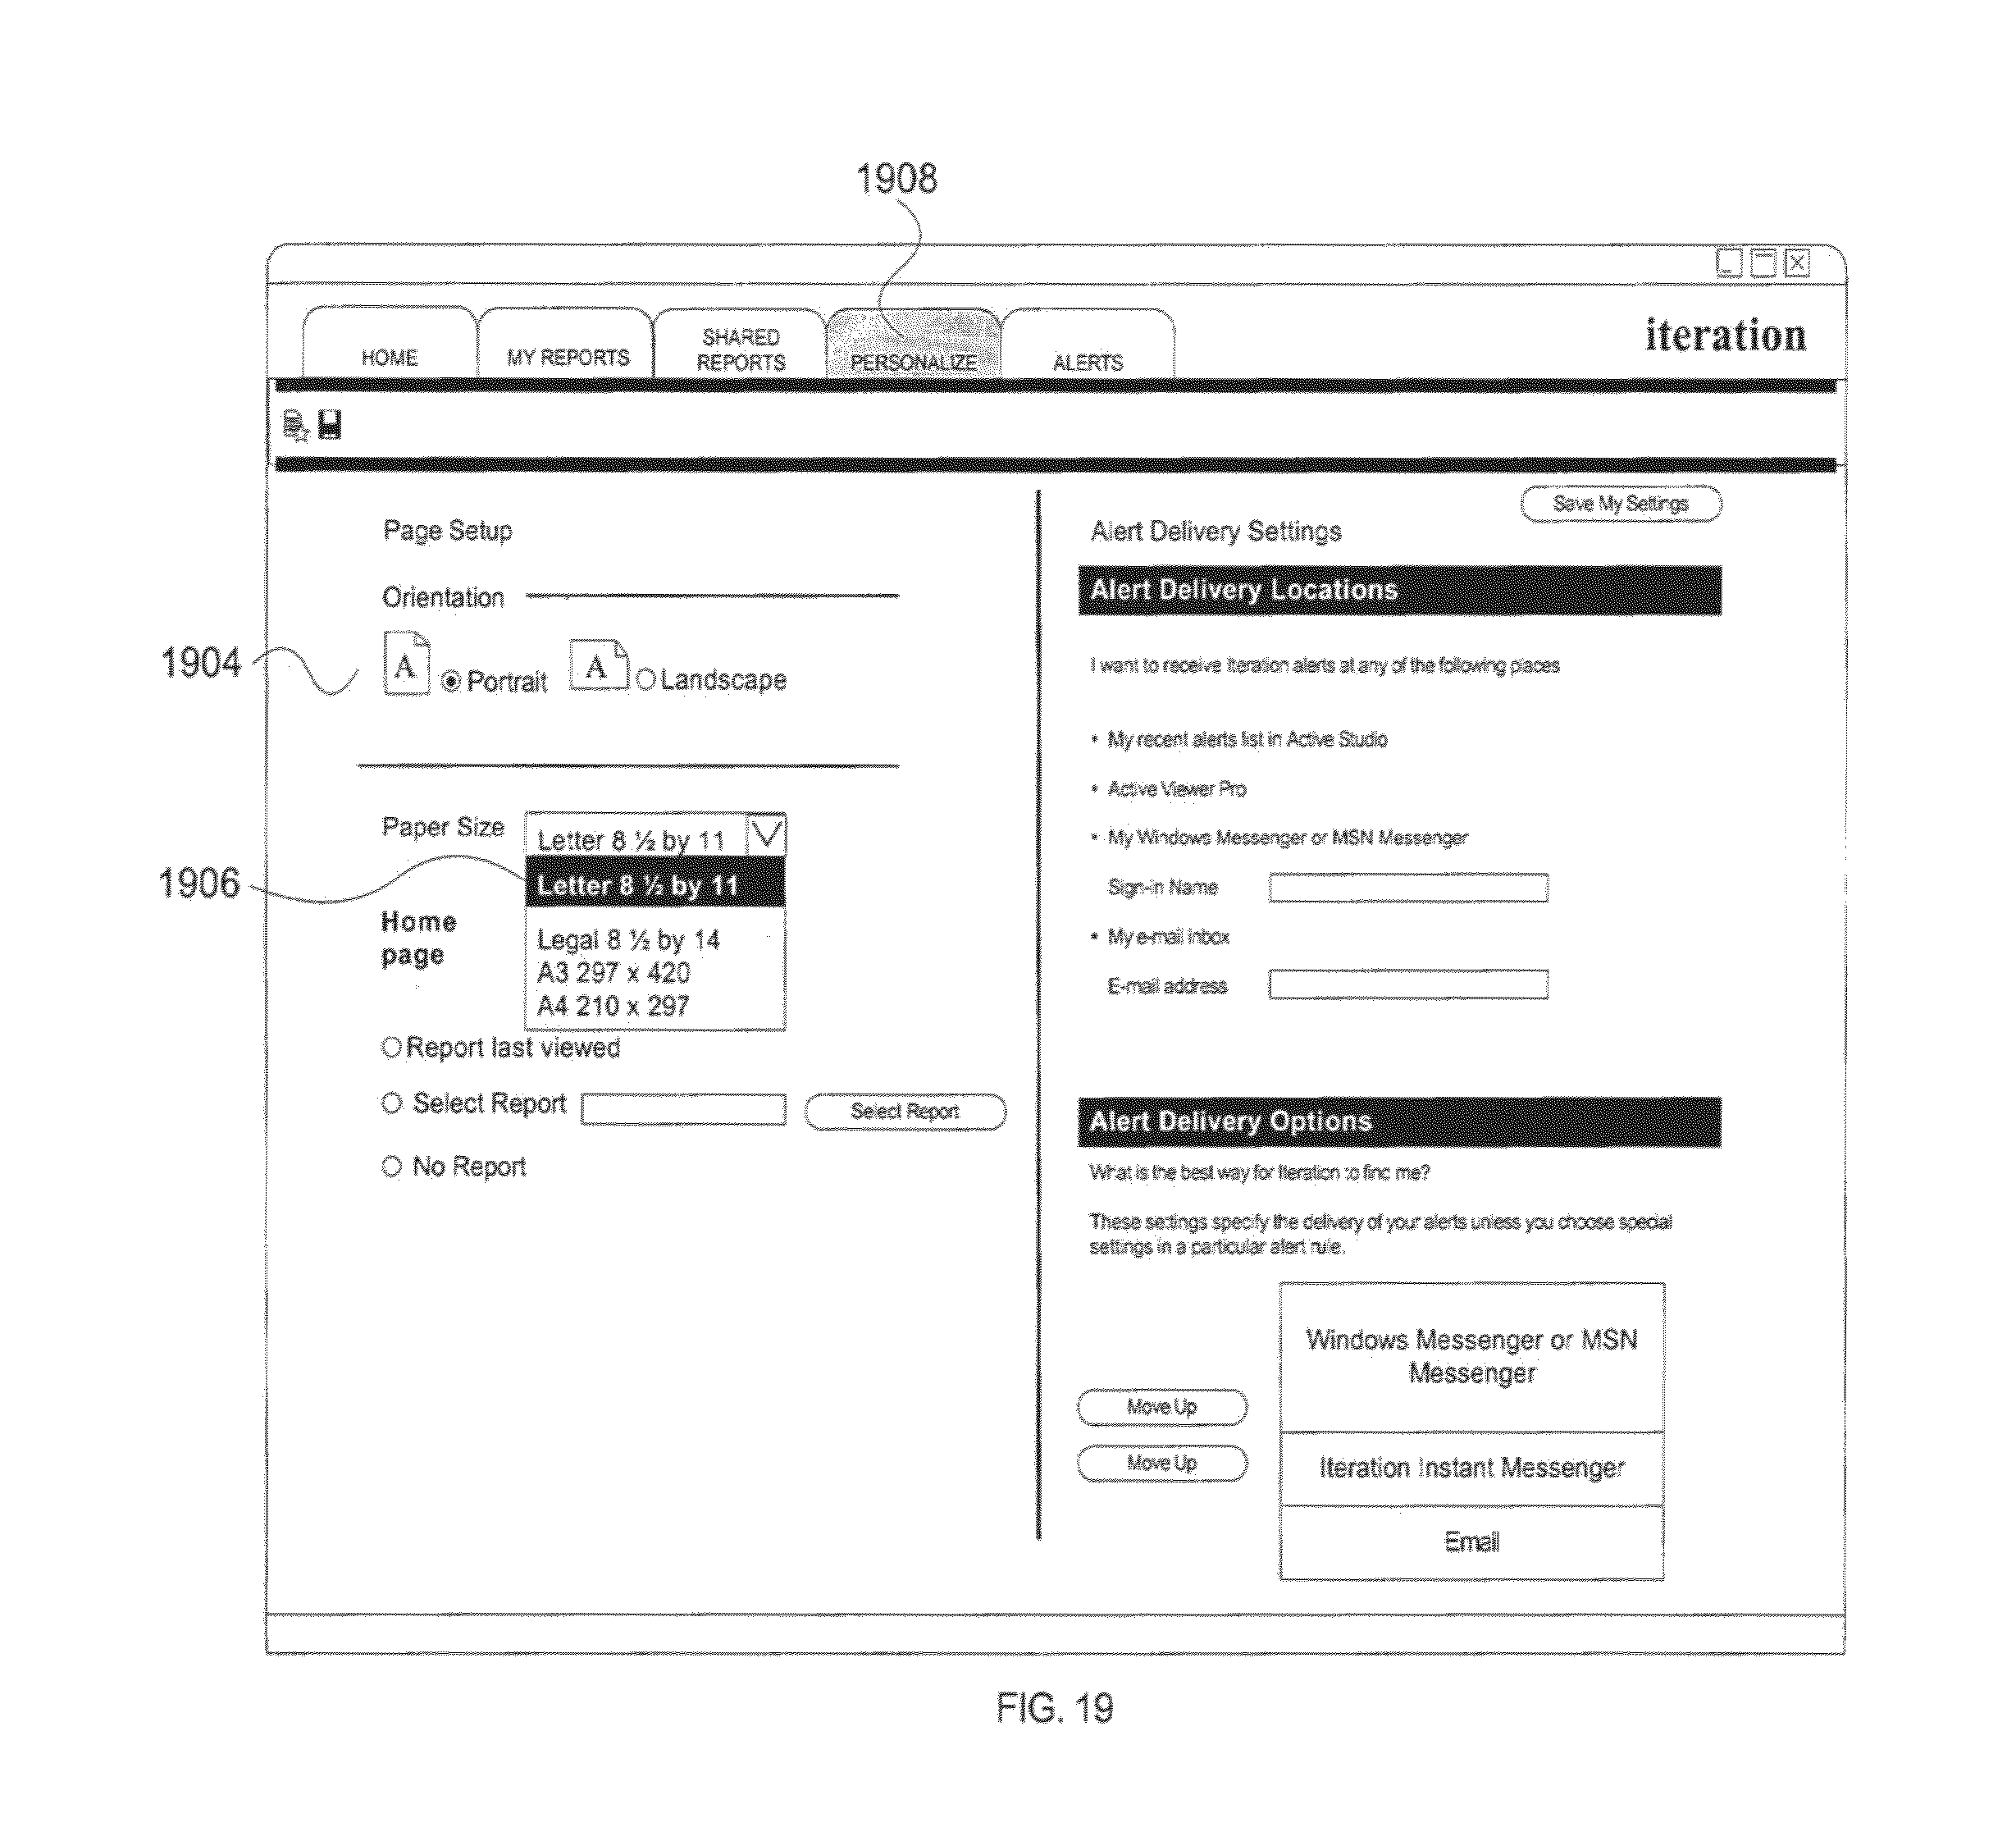 1908
HOME
MY REPORTS
SHARED
REPORTS
PERSONALIZE
ALERTS
iteration
Save My Settings
Page Setup
Orientation
1904
A
Portrait
A
Landscape
Paper Size
Letter 8 ½ by 11
1906
Letter 8 ½ by 11
Legal 8 ½ by 14
A3 297 x 420
A4 210 x 297
Home
page
Report last viewed
Select Report
Select Report
No Report
Alert Delivery Settings
Alert Delivery Locations
I want to receive Iteration alerts at any of the following places
• My recent alerts list in Active Studio
• Active Viewer Pro
• My Windows Messenger or MSN Messenger
Sign-in Name
• My e-mail inbox
E-mail address
Alert Delivery Options
What is the best way for Iteration to find me?
These settings specify the delivery of your alerts unless you choose special
settings in a particular alert rule.
Windows Messenger or MSN
Messenger
Move Up
Move Up
Iteration Instant Messenger
Email
FIG. 19